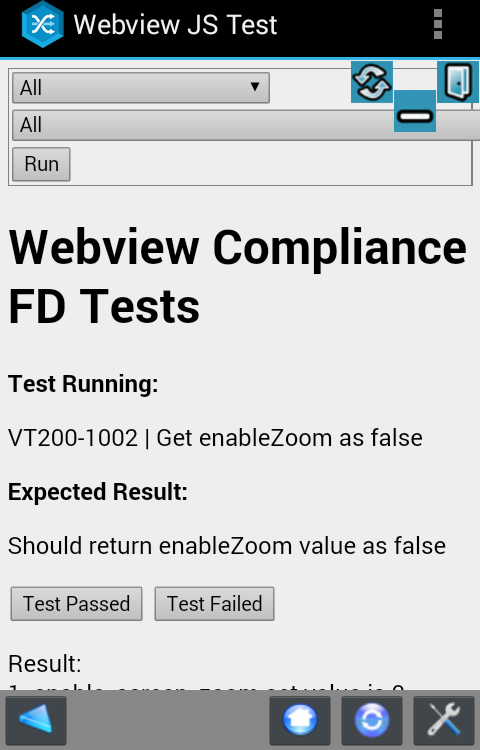 Webview JS Test
All
All
Run
Webview Compliance
FD Tests
Test Running:
VT200-1002 | Get enableZoom as false
Expected Result:
Should return enableZoom value as false
Test Passed Test Failed
Result: